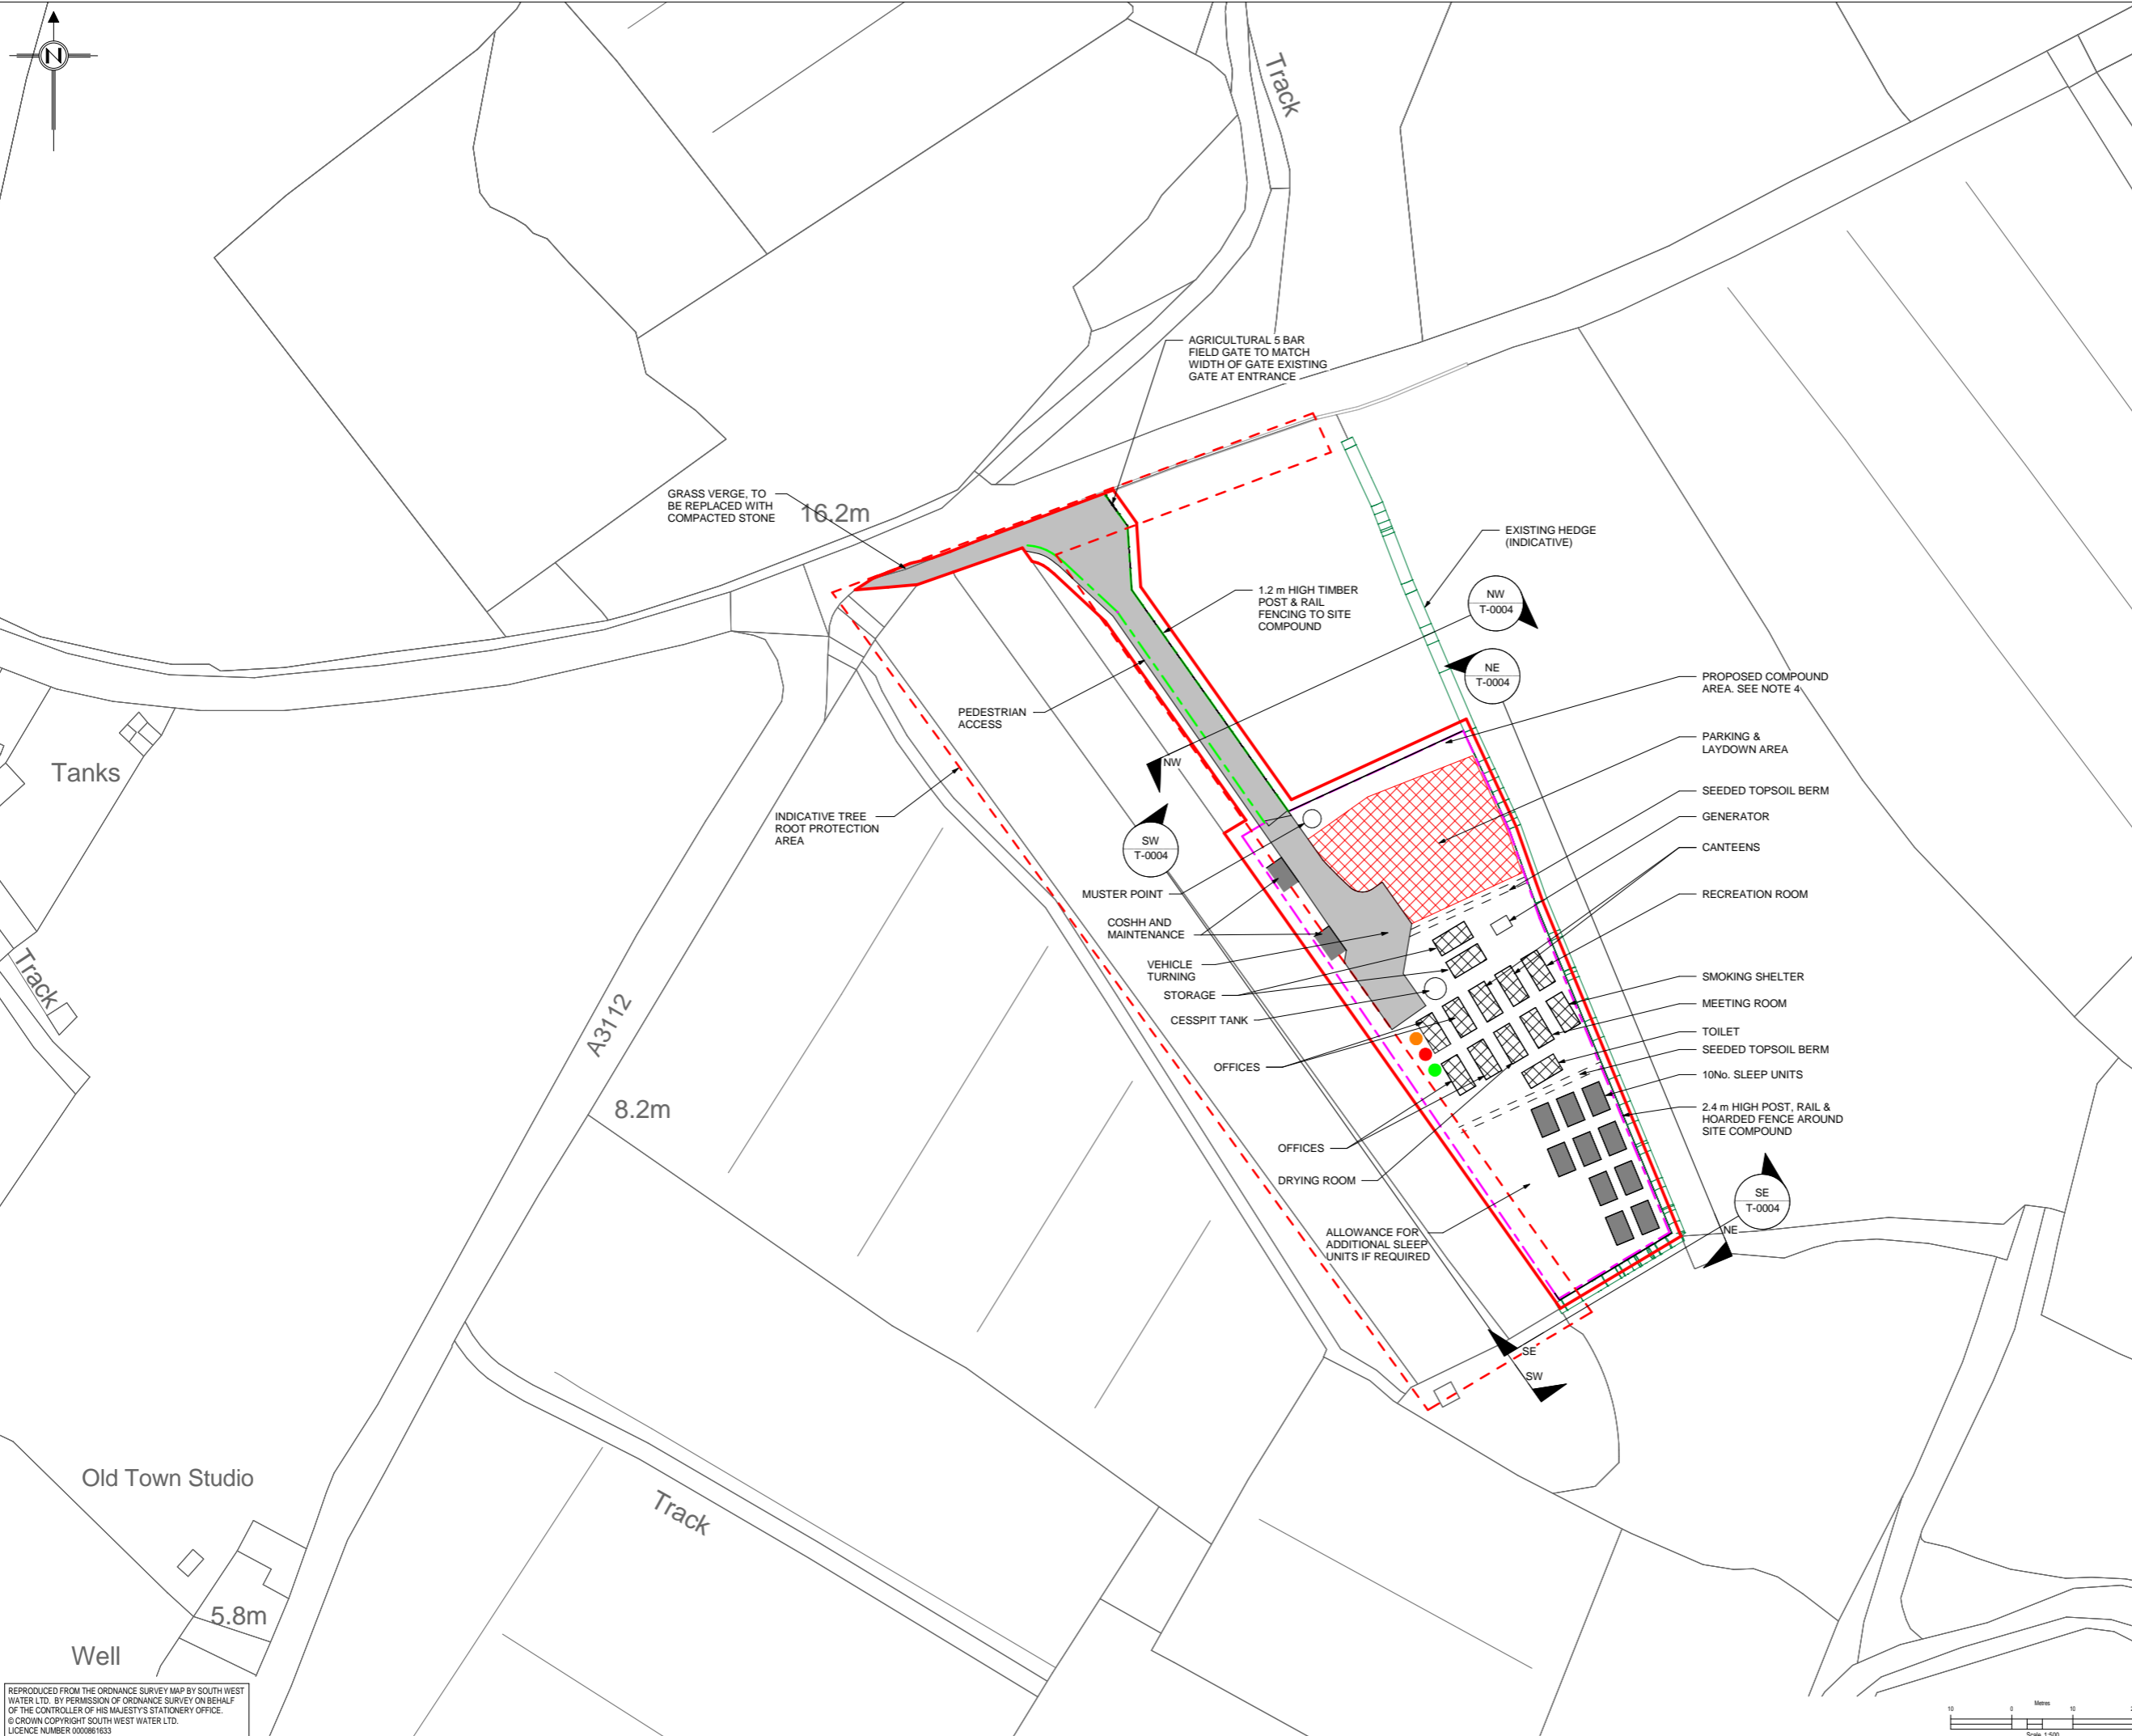 N
Track
AGRICULTURAL 5 BAR
FIELD GATE TO MATCH
WIDTH OF GATE EXISTING
GATE AT ENTRANCE
GRASS VERGE, TO
BE REPLACED WITH
COMPACTED STONE
16.2m
EXISTING HEDGE
(INDICATIVE)
1.2 m HIGH TIMBER
POST & RAIL
FENCING TO SITE
COMPOUND
NW
T-0004
NE
T-0004
PROPOSED COMPOUND
AREA. SEE NOTE 4
PEDESTRIAN
ACCESS
PARKING &
LAYDOWN AREA
NW
Tanks
SEEDED TOPSOIL BERM
INDICATIVE TREE
ROOT PROTECTION
AREA
GENERATOR
SW
T-0004
CANTEENS
MUSTER POINT
RECREATION ROOM
COSHH AND
MAINTENANCE
VEHICLE
TURNING
Track
SMOKING SHELTER
STORAGE
MEETING ROOM
CESSPIT TANK
A3112
TOILET
SEEDED TOPSOIL BERM
OFFICES
10No. SLEEP UNITS
8.2m
2.4 m HIGH POST, RAIL &
HOARDED FENCE AROUND
SITE COMPOUND
OFFICES
DRYING ROOM
SE
T-0004
ALLOWANCE FOR
ADDITIONAL SLEEP
UNITS IF REQUIRED
NE
SE
SW
Old Town Studio
Track
5.8m
Well
REPRODUCED FROM THE ORDNANCE SURVEY MAP BY SOUTH WEST
WATER LTD. BY PERMISSION OF ORDNANCE SURVEY ON BEHALF
OF THE CONTROLLER OF HIS MAJESTY'S STATIONERY OFFICE.
© CROWN COPYRIGHT SOUTH WEST WATER LTD.
LICENCE NUMBER 0000861633
Metres
10 0 10
Scale 1:500